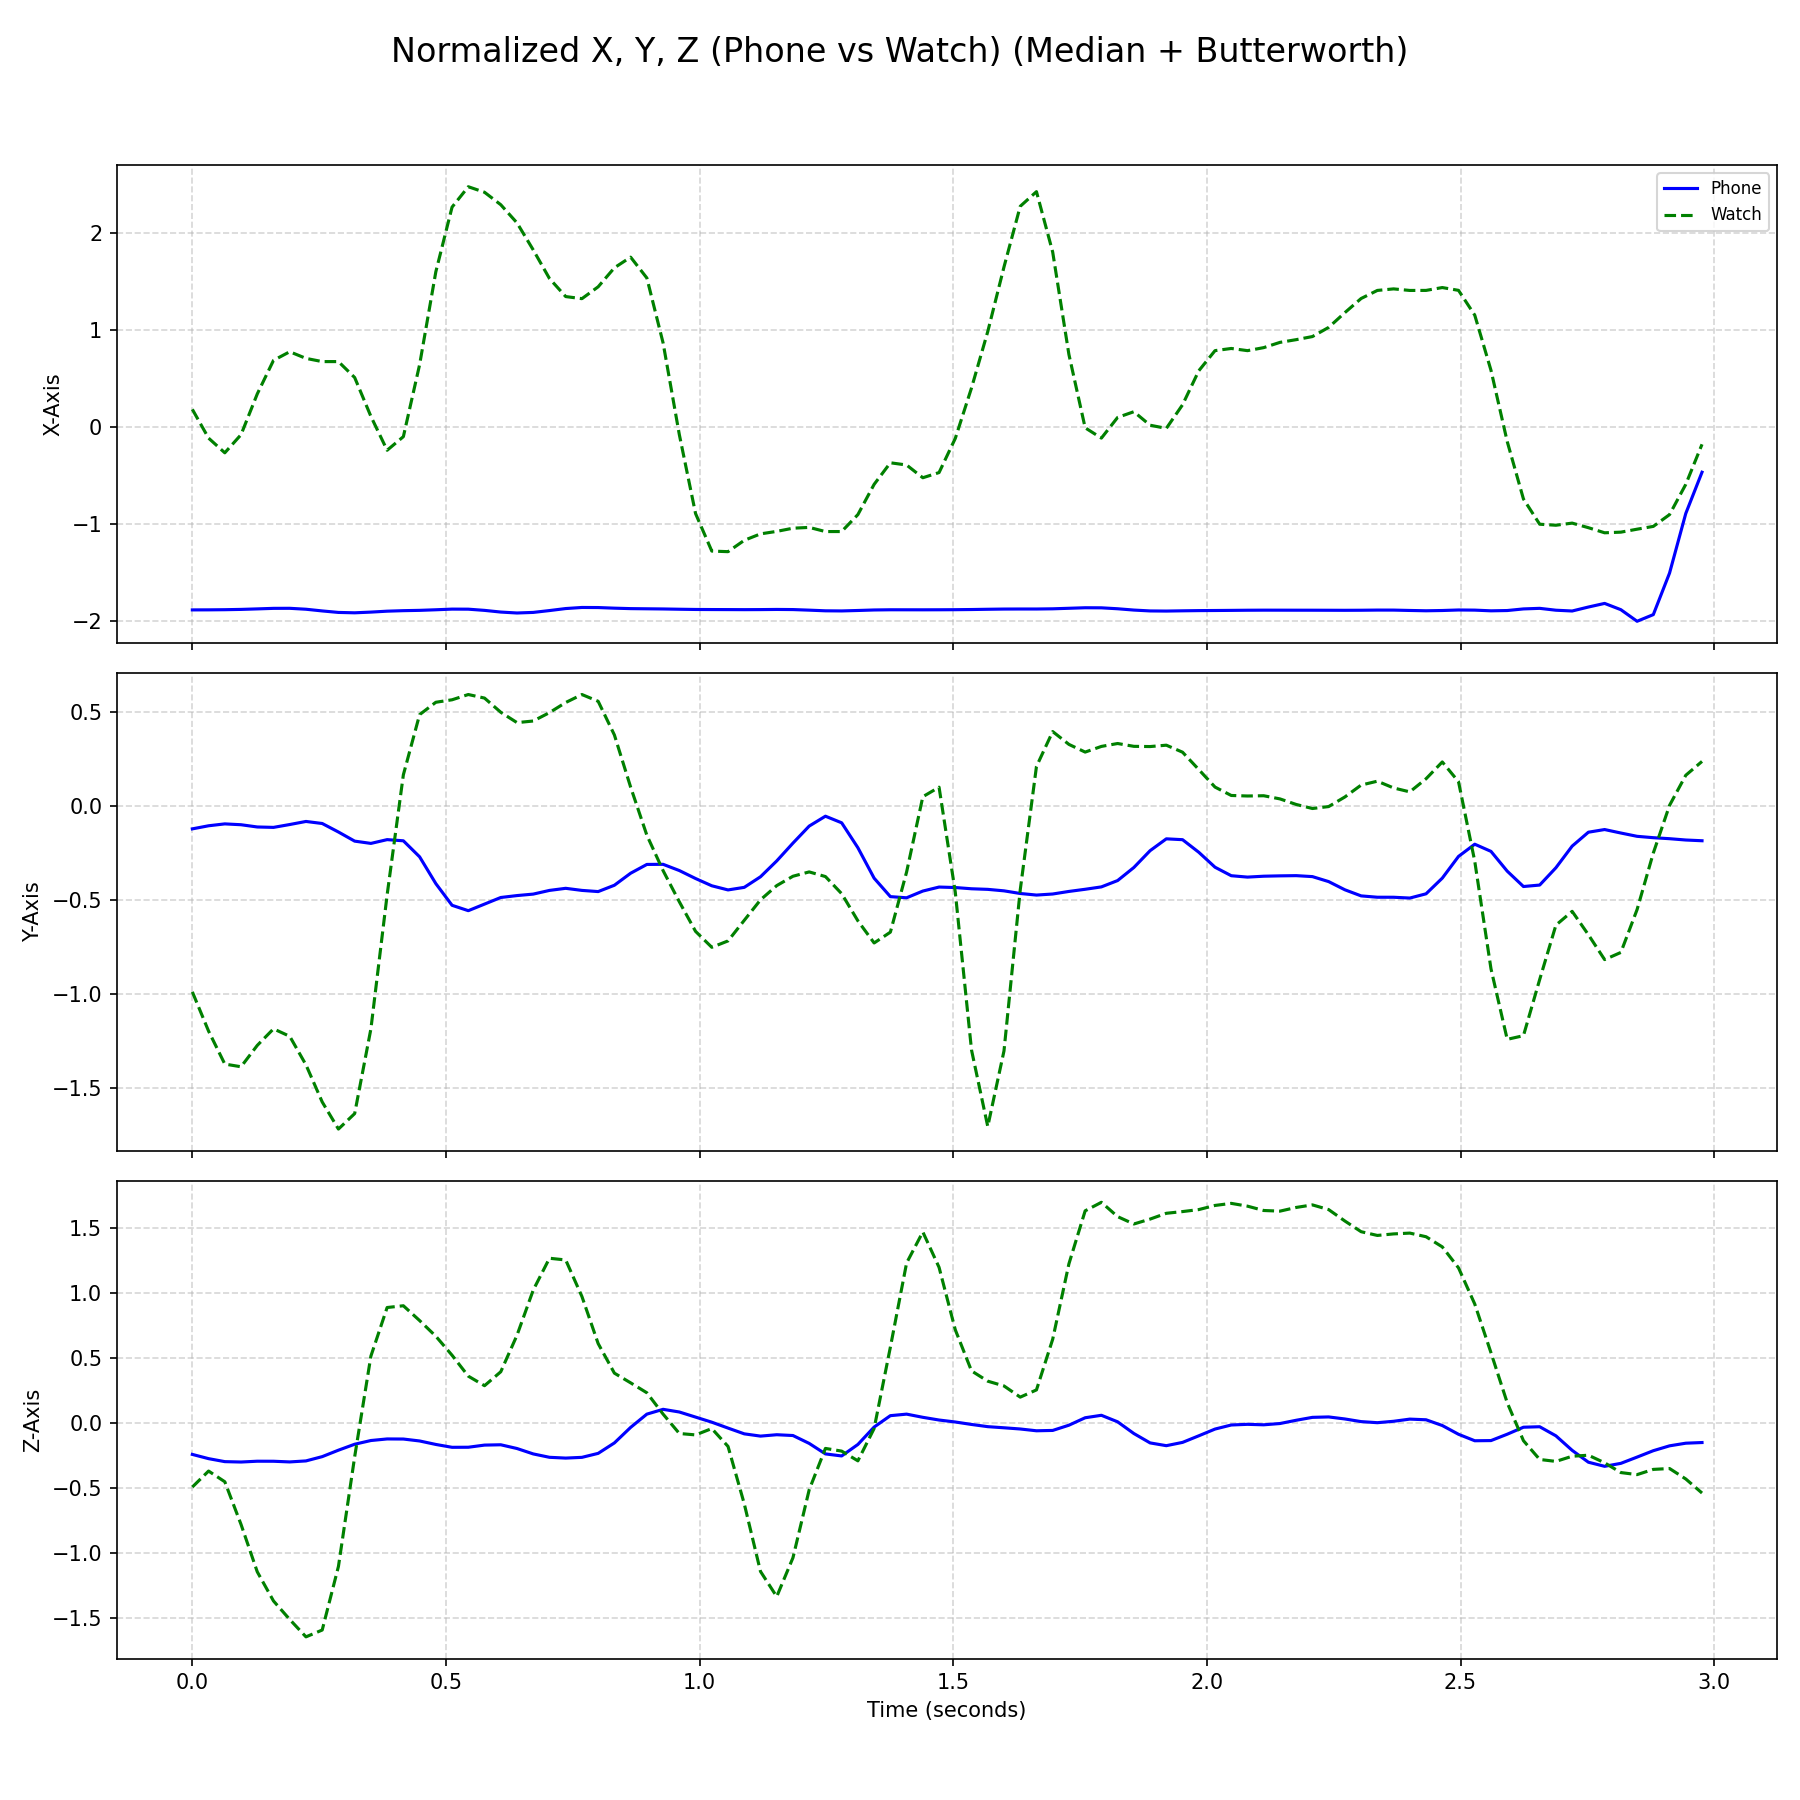 Normalized X, Y, Z (Phone vs Watch) (Median + Butterworth)
Phone
Watch
X-Axis
2
1
0
−1
−2
Y-Axis
0.5
0.0
−0.5
−1.0
−1.5
Z-Axis
1.5
1.0
0.5
0.0
−0.5
−1.0
−1.5
0.0 0.5 1.0 1.5 2.0 2.5 3.0
Time (seconds)